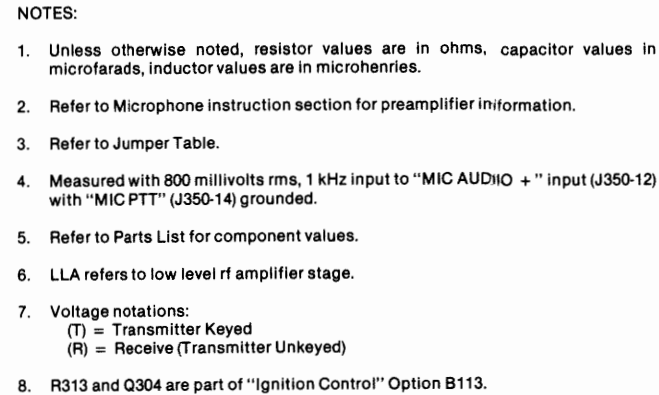 NOTES:
1. Unless otherwise noted, resistor values are in ohms, capacitor values in
microfarads, inductor values are in microhenries.
2. Refer to Microphone instruction section for preamplifier information.
3. Refer to Jumper Table.
4. Measured with 800 millivolts rms, 1 kHz input to "MIC AUDIO +" input (J350-12)
with "MIC PTT" (J350-14) grounded.
5. Refer to Parts List for component values.
6. LLA refers to low level rf amplifier stage.
7. Voltage notations:
(T) = Transmitter Keyed
(R) = Receive (Transmitter Unkeyed)
8. R313 and Q304 are part of "Ignition Control" Option B113.